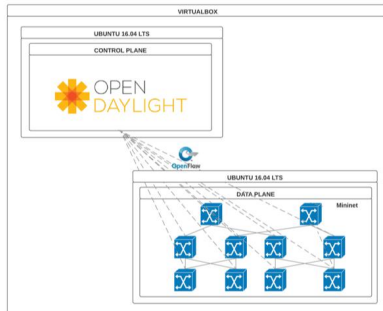 VIRTUALBOX
UBUNTU 16.04 LTS
CONTROL PLANE
OPEN
DAYLIGHT
OpenFlow
UBUNTU 16.04 LTS
DATA PLANE
Mininet